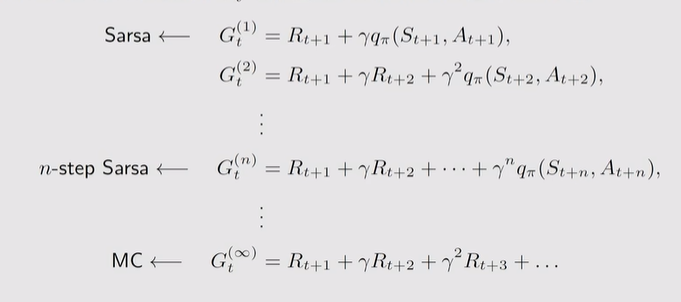 Sarsa ⟵ G_t^{(1)} = R_{t+1} + γq_π(S_{t+1}, A_{t+1}),
G_t^{(2)} = R_{t+1} + γR_{t+2} + γ^2 q_π(S_{t+2}, A_{t+2}),
⋮
n-step Sarsa ⟵ G_t^{(n)} = R_{t+1} + γR_{t+2} + ⋯ + γ^n q_π(S_{t+n}, A_{t+n}),
⋮
MC ⟵ G_t^{(∞)} = R_{t+1} + γR_{t+2} + γ^2 R_{t+3} + …